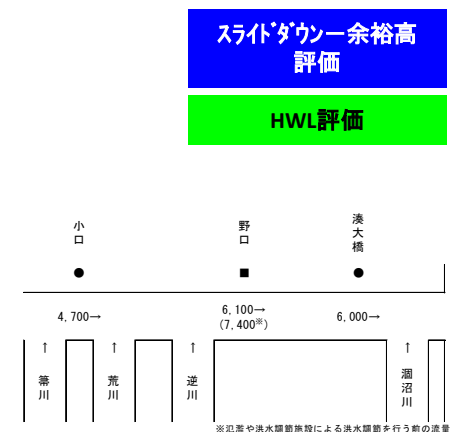 スライドダウンー余裕高
評価
HWL評価
小口
野口
湊大橋
4,700→
6,100→
(7,400※)
6,000→
↑
↑
↑
↑
箒川
荒川
逆川
涸沼川
※氾濫や洪水調節施設による洪水調節を行う前の流量